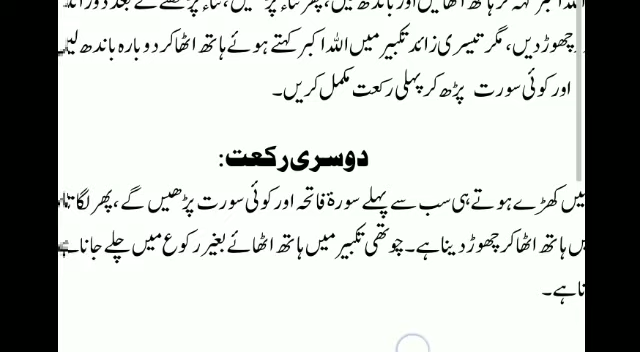 اللہ اکبر کہہ کر ہاتھ اٹھائیں اور باندھ لیں، پھر ثناء پڑھیں، ثناء پڑھنے کے بعد دو زائد
چھوڑ دیں، مگر تیسری زائد تکبیر میں اللہ اکبر کہتے ہوئے ہاتھ اٹھا کر دوبارہ باندھ لیں
اور کوئی سورت پڑھ کر پہلی رکعت مکمل کریں۔
دوسری رکعت:
میں کھڑے ہوتے ہی سب سے پہلے سورۃ فاتحہ اور کوئی سورت پڑھیں گے، پھر لگاتار
میں ہاتھ اٹھا کر چھوڑ دینا ہے۔ چوتھی تکبیر میں ہاتھ اٹھائے بغیر رکوع میں چلے جانا ہے
نا ہے۔